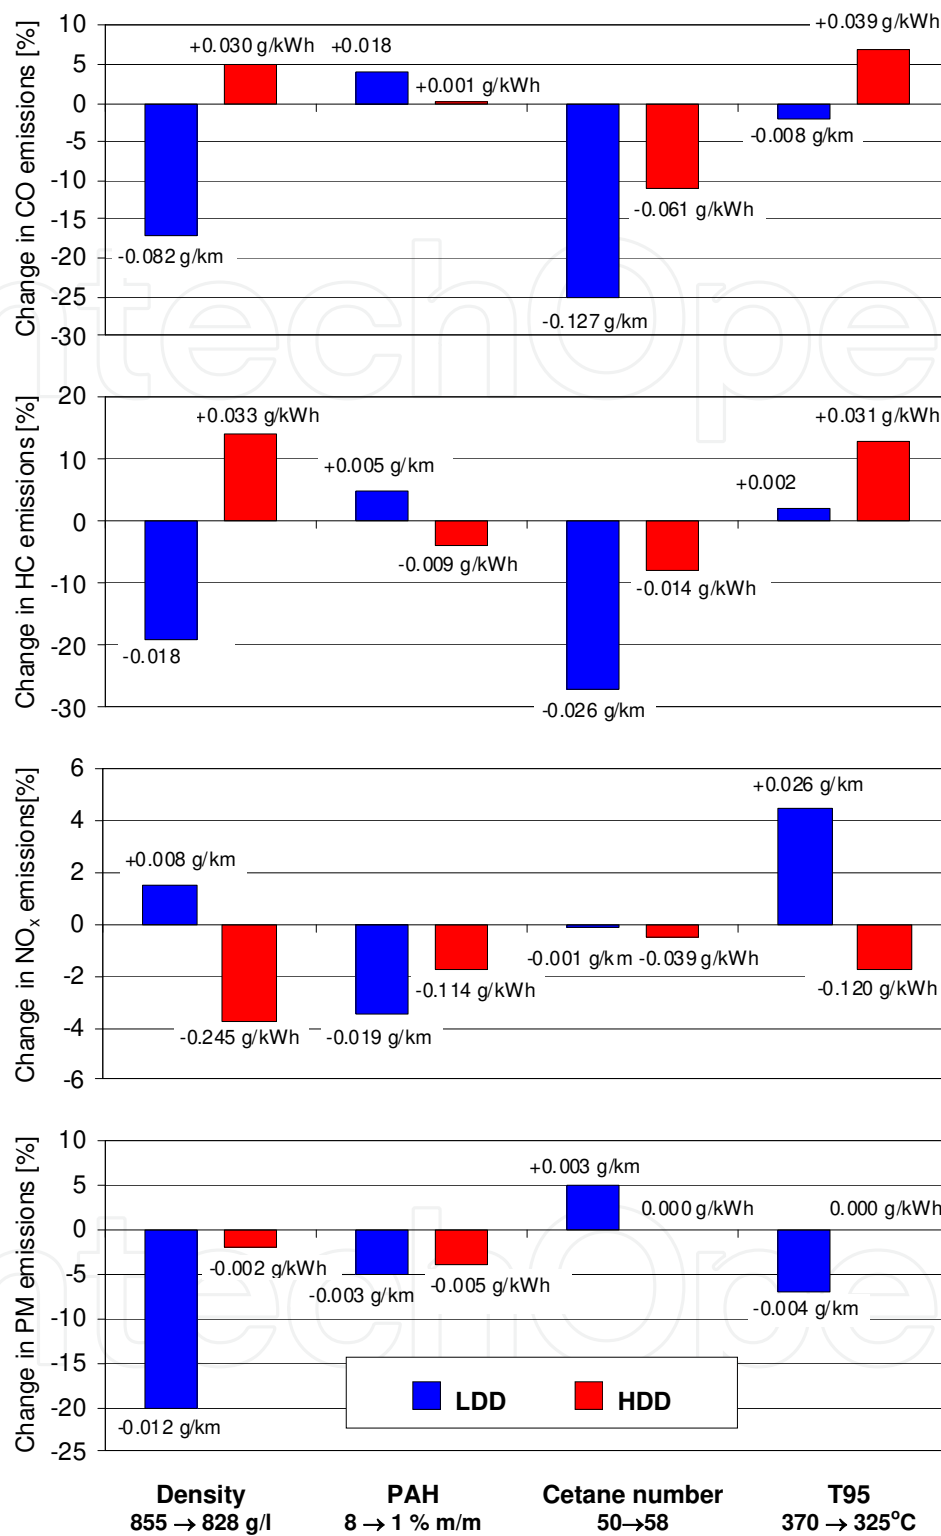 Change in CO emissions [%]
10
5
0
-5
-10
-15
-20
-25
-30
+0.039 g/kWh
+0.030 g/kWh +0.018
+0.001 g/kWh
-0.008 g/km
-0.061 g/kWh
-0.082 g/km
-0.127 g/km
Change in HC emissions [%]
20
10
0
-10
-20
-30
+0.033 g/kWh
+0.031 g/kWh
+0.005 g/km
+0.002
-0.009 g/kWh
-0.014 g/kWh
-0.018
-0.026 g/km
Change in NOx emissions[%]
6
4
2
0
-2
-4
-6
+0.026 g/km
+0.008 g/km
-0.001 g/km -0.039 g/kWh
-0.114 g/kWh
-0.120 g/kWh
-0.245 g/kWh
-0.019 g/km
Change in PM emissions [%]
10
5
0
-5
-10
-15
-20
-25
+0.003 g/km
0.000 g/kWh
0.000 g/kWh
-0.002 g/kWh
-0.003 g/km
-0.005 g/kWh
-0.004 g/km
-0.012 g/km
LDD
HDD
Density
855 → 828 g/l
PAH
8 → 1 % m/m
Cetane number
50→58
T95
370 → 325°C
ntechOpe
ntechOpe